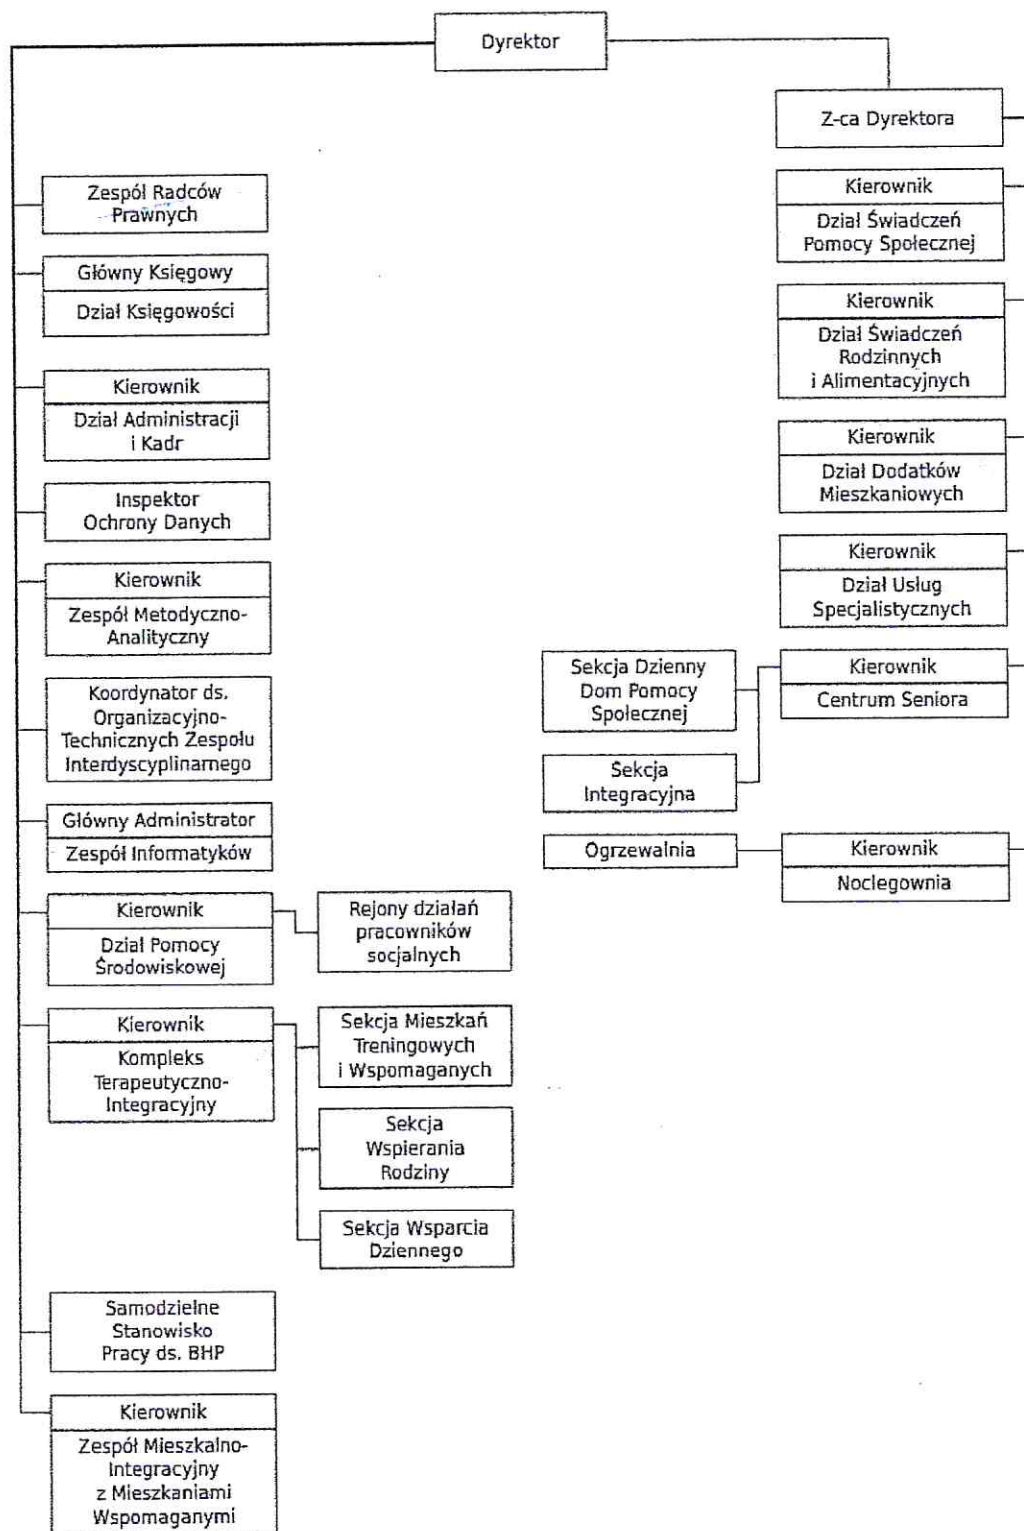 Dyrektor
Z-ca Dyrektora
Zespół Radców
Prawnych
Główny Księgowy
Dział Księgowości
Kierownik
Dział Administracji
i Kadr
Inspektor
Ochrony Danych
Kierownik
Zespół Metodyczno-
Analityczny
Koordynator ds.
Organizacyjno-
Technicznych Zespołu
Interdyscyplinarnego
Główny Administrator
Zespół Informatyków
Kierownik
Dział Pomocy
Środowiskowej
Rejony działań
pracowników
socjalnych
Kierownik
Kompleks
Terapeutyczno-
Integracyjny
Sekcja Mieszkań
Treningowych
i Wspomaganych
Sekcja
Wspierania
Rodziny
Sekcja Wsparcia
Dziennego
Samodzielne
Stanowisko
Pracy ds. BHP
Kierownik
Zespół Mieszkalno-
Integracyjny
z Mieszkaniami
Wspomaganymi
Kierownik
Dział Świadczeń
Pomocy Społecznej
Kierownik
Dział Świadczeń
Rodzinnych
i Alimentacyjnych
Kierownik
Dział Dodatków
Mieszkaniowych
Kierownik
Dział Usług
Specjalistycznych
Kierownik
Centrum Seniora
Sekcja Dzienny
Dom Pomocy
Społecznej
Sekcja
Integracyjna
Kierownik
Noclegownia
Ogrzewalnia